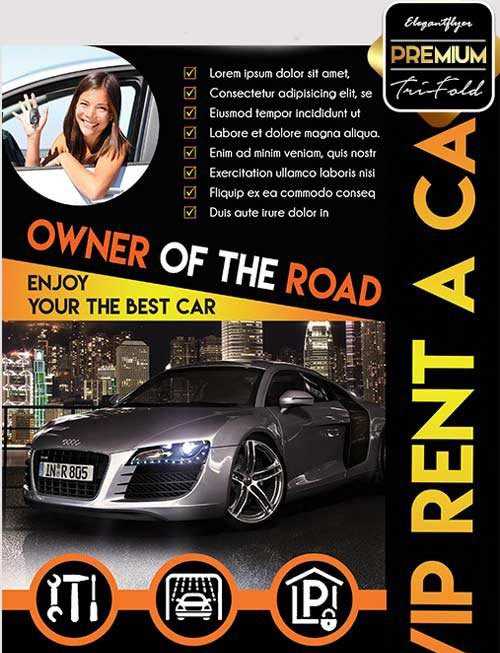 Elegantflyer
PREMIUM
Tri-Fold
Lorem ipsum dolor sit amet,
Consectetur adipisicing elit, se
Eiusmod tempor incididunt ut
Labore et dolore magna aliqua.
Enim ad minim veniam, quis nostr
Exercitation ullamco laboris nisi
Fliquip ex ea commodo conseq
Duis aute irure dolor in
OWNER OF THE ROAD
ENJOY
YOUR THE BEST CAR
IN R 805
P
VIP RENT A CA